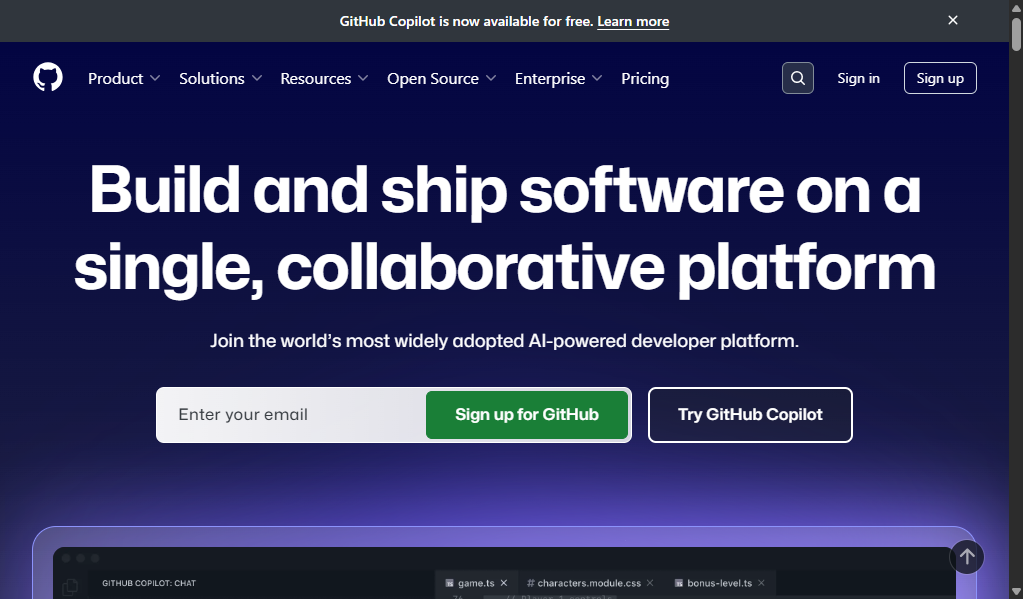 GitHub Copilot is now available for free. Learn more
Product Solutions Resources Open Source Enterprise Pricing Sign in Sign up
Build and ship software on a
single, collaborative platform
Join the world's most widely adopted AI-powered developer platform.
Enter your email Sign up for GitHub Try GitHub Copilot
GITHUB COPILOT: CHAT game.ts # characters.module.css bonus-level.ts